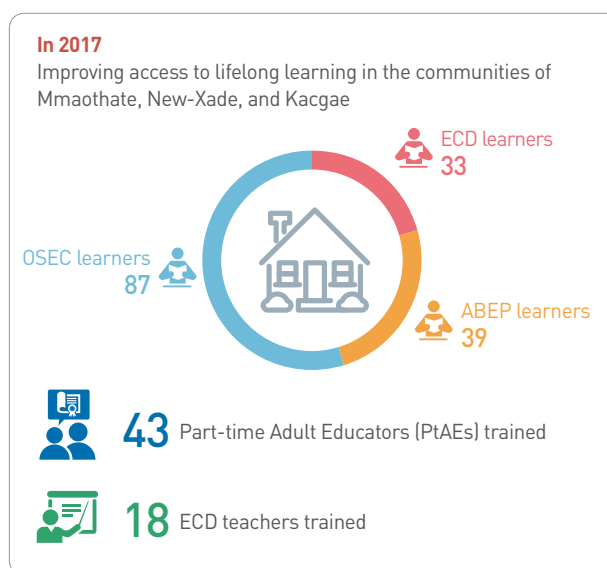 In 2017
Improving access to lifelong learning in the communities of
Mmaothate, New-Xade, and Kacgae
ECD learners
33
OSEC learners
87
ABEP learners
39
43 Part-time Adult Educators (PtAEs) trained
18 ECD teachers trained